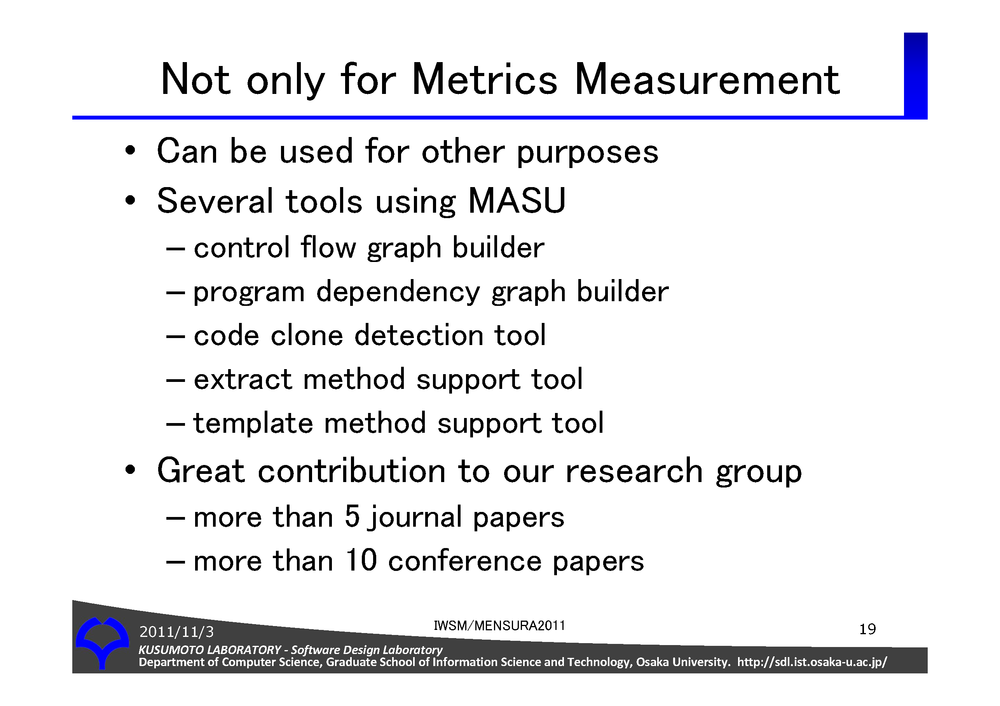 Not only for Metrics Measurement
• Can be used for other purposes
• Several tools using MASU
– control flow graph builder
– program dependency graph builder
– code clone detection tool
– extract method support tool
– template method support tool
• Great contribution to our research group
– more than 5 journal papers
– more than 10 conference papers
2011/11/3
IWSM/MENSURA2011
19
KUSUMOTO LABORATORY - Software Design Laboratory
Department of Computer Science, Graduate School of Information Science and Technology, Osaka University. http://sdl.ist.osaka-u.ac.jp/